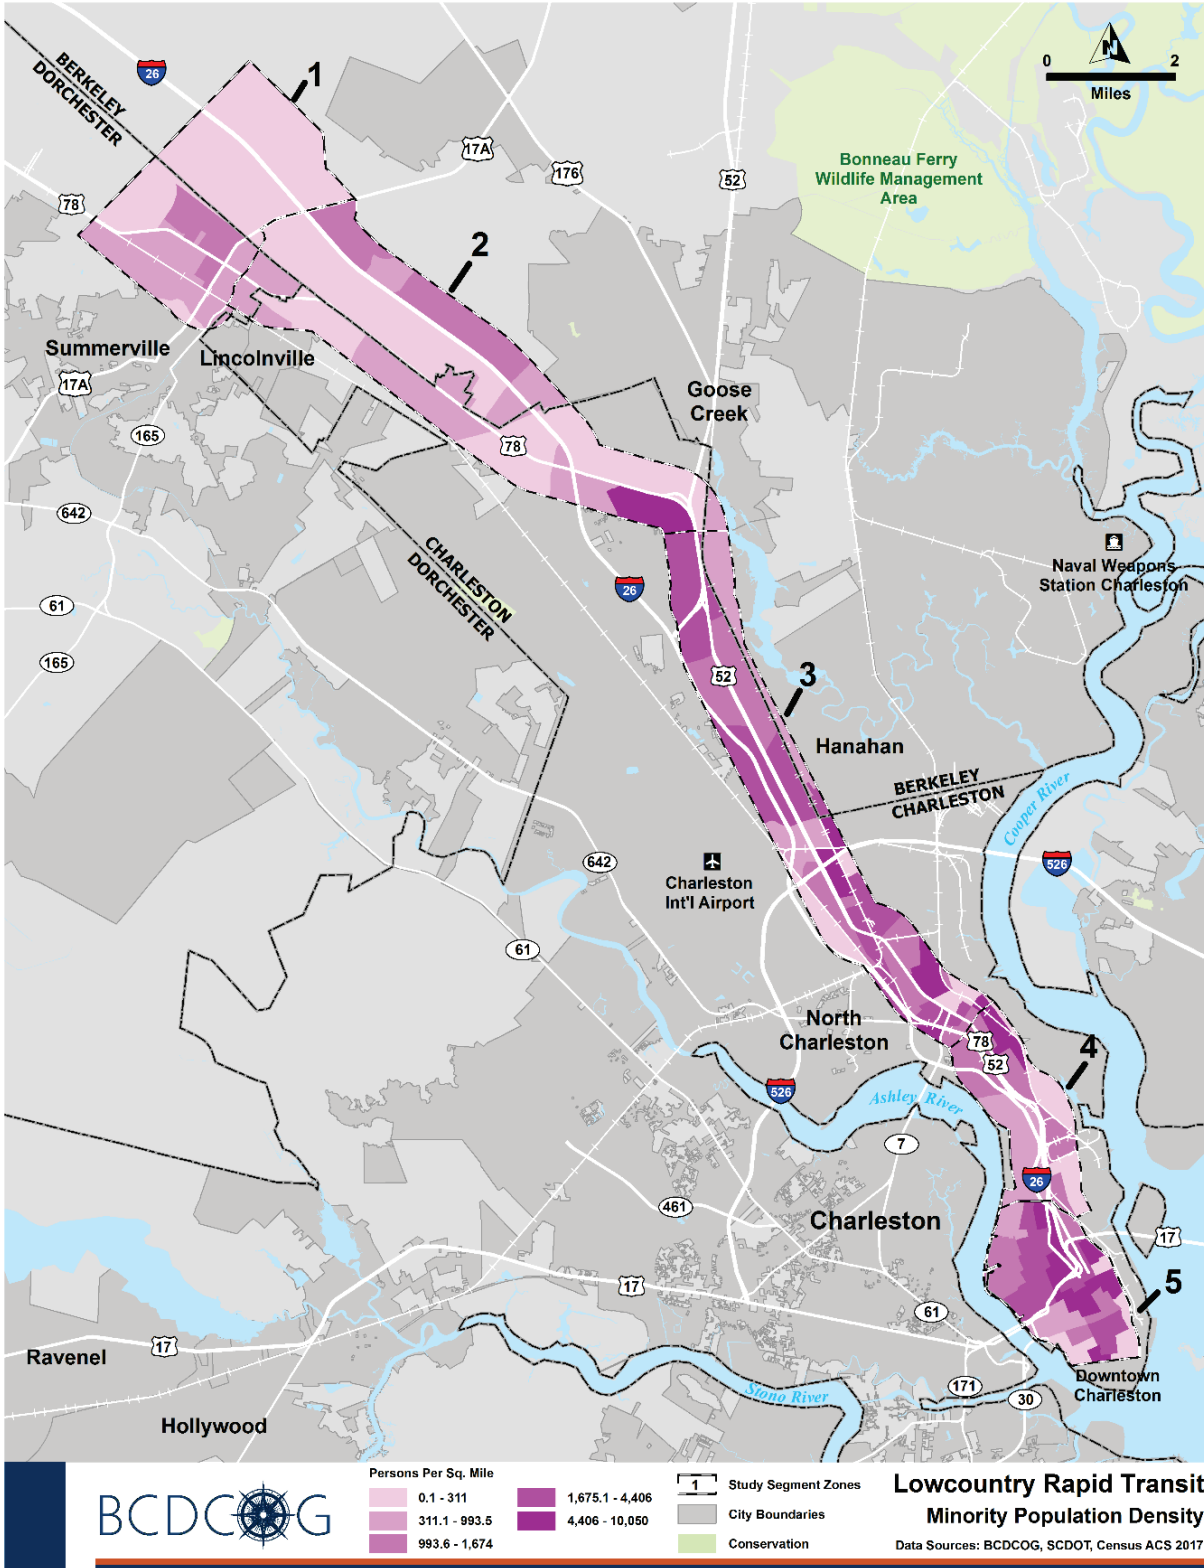 N
0 2
Miles
1
26
BERKELEY
DORCHESTER
17A
176
52
Bonneau Ferry
Wildlife Management
Area
78
2
Summerville
Lincolnville
17A
165
Goose
Creek
78
642
CHARLESTON
DORCHESTER
26
Naval Weapons
Station Charleston
61
165
52
3
Hanahan
BERKELEY
CHARLESTON
Cooper River
642
Charleston
Int'l Airport
526
61
North
Charleston
78
52
4
526
Ashley River
7
26
461
Charleston
17
17
5
61
Ravenel
17
Downtown
Charleston
171
30
Stono River
Hollywood
BCDCOG
Persons Per Sq. Mile
0.1 - 311
311.1 - 993.5
993.6 - 1,674
1,675.1 - 4,406
4,406 - 10,050
1 Study Segment Zones
City Boundaries
Conservation
Lowcountry Rapid Transit
Minority Population Density
Data Sources: BCDCOG, SCDOT, Census ACS 2017